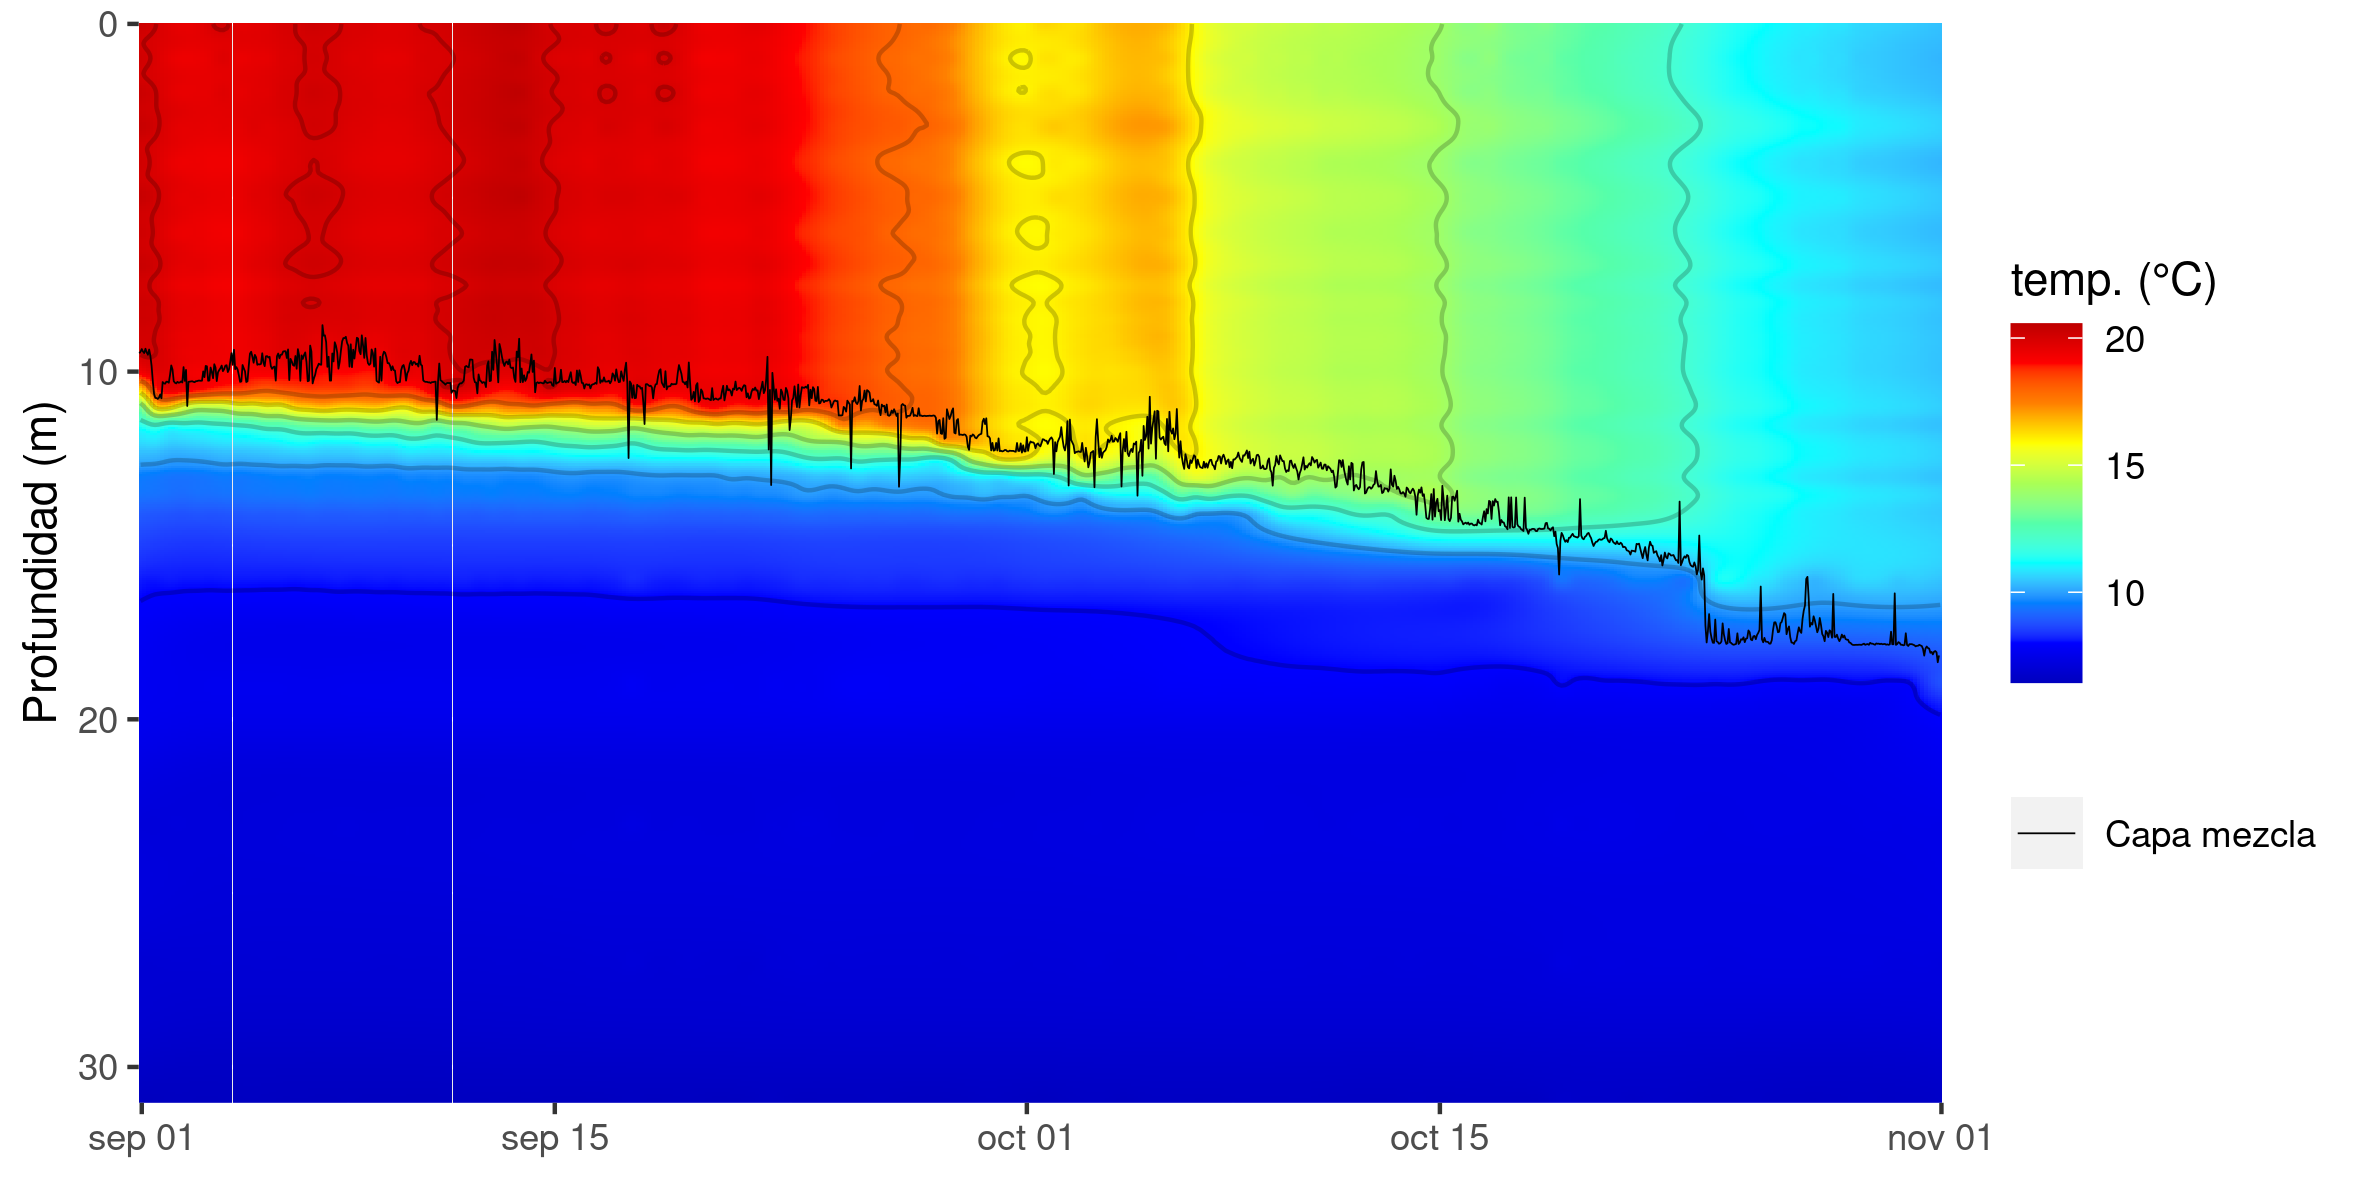 0
10
20
30
Profundidad (m)
sep 01
sep 15
oct 01
oct 15
nov 01
temp. (°C)
20
15
10
Capa mezcla